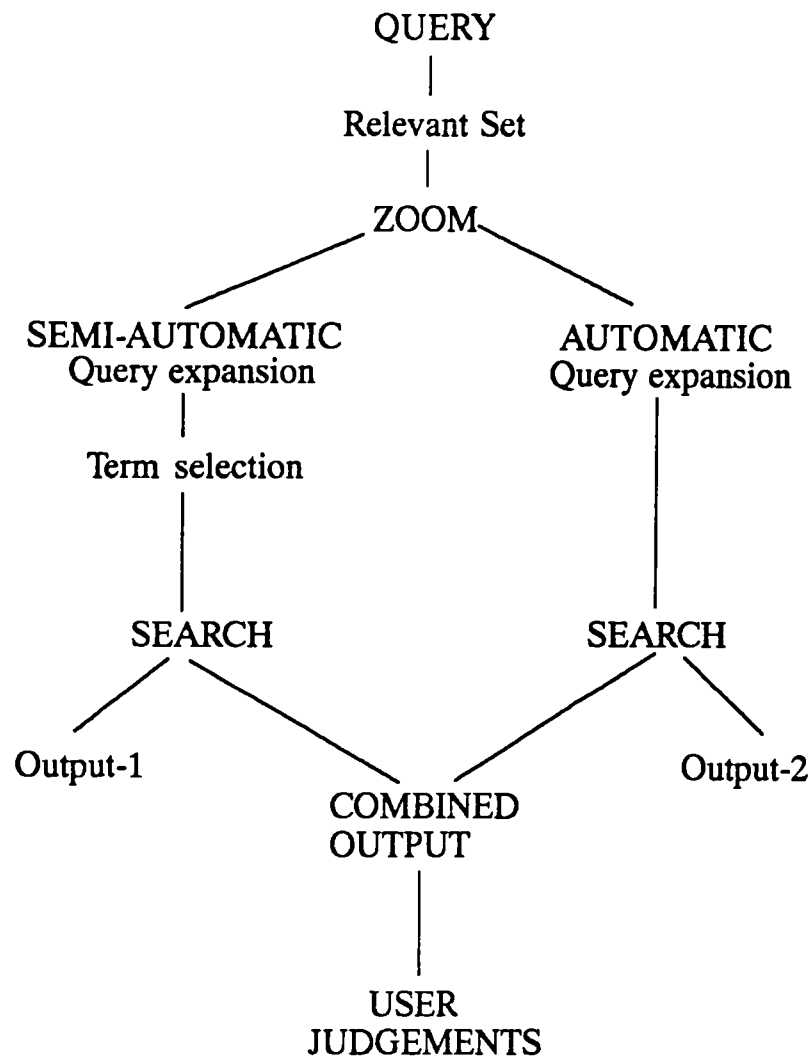 QUERY
Relevant Set
ZOOM
SEMI-AUTOMATIC
Query expansion
AUTOMATIC
Query expansion
Term selection
SEARCH
SEARCH
Output-1
Output-2
COMBINED
OUTPUT
USER
JUDGEMENTS